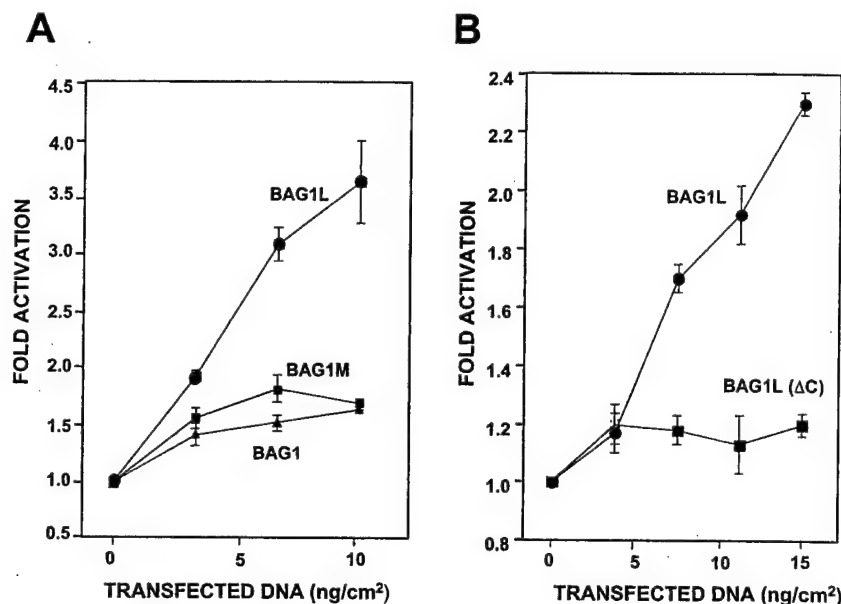 A
FOLD ACTIVATION
4.5
4.0
3.5
3.0
2.5
2.0
1.5
1.0
0.5
BAG1L
BAG1M
BAG1
0 5 10
TRANSFECTED DNA (ng/cm²)
B
FOLD ACTIVATION
2.4
2.2
2.0
1.8
1.6
1.4
1.2
1.0
0.8
BAG1L
BAG1L (ΔC)
0 5 10 15
TRANSFECTED DNA (ng/cm²)